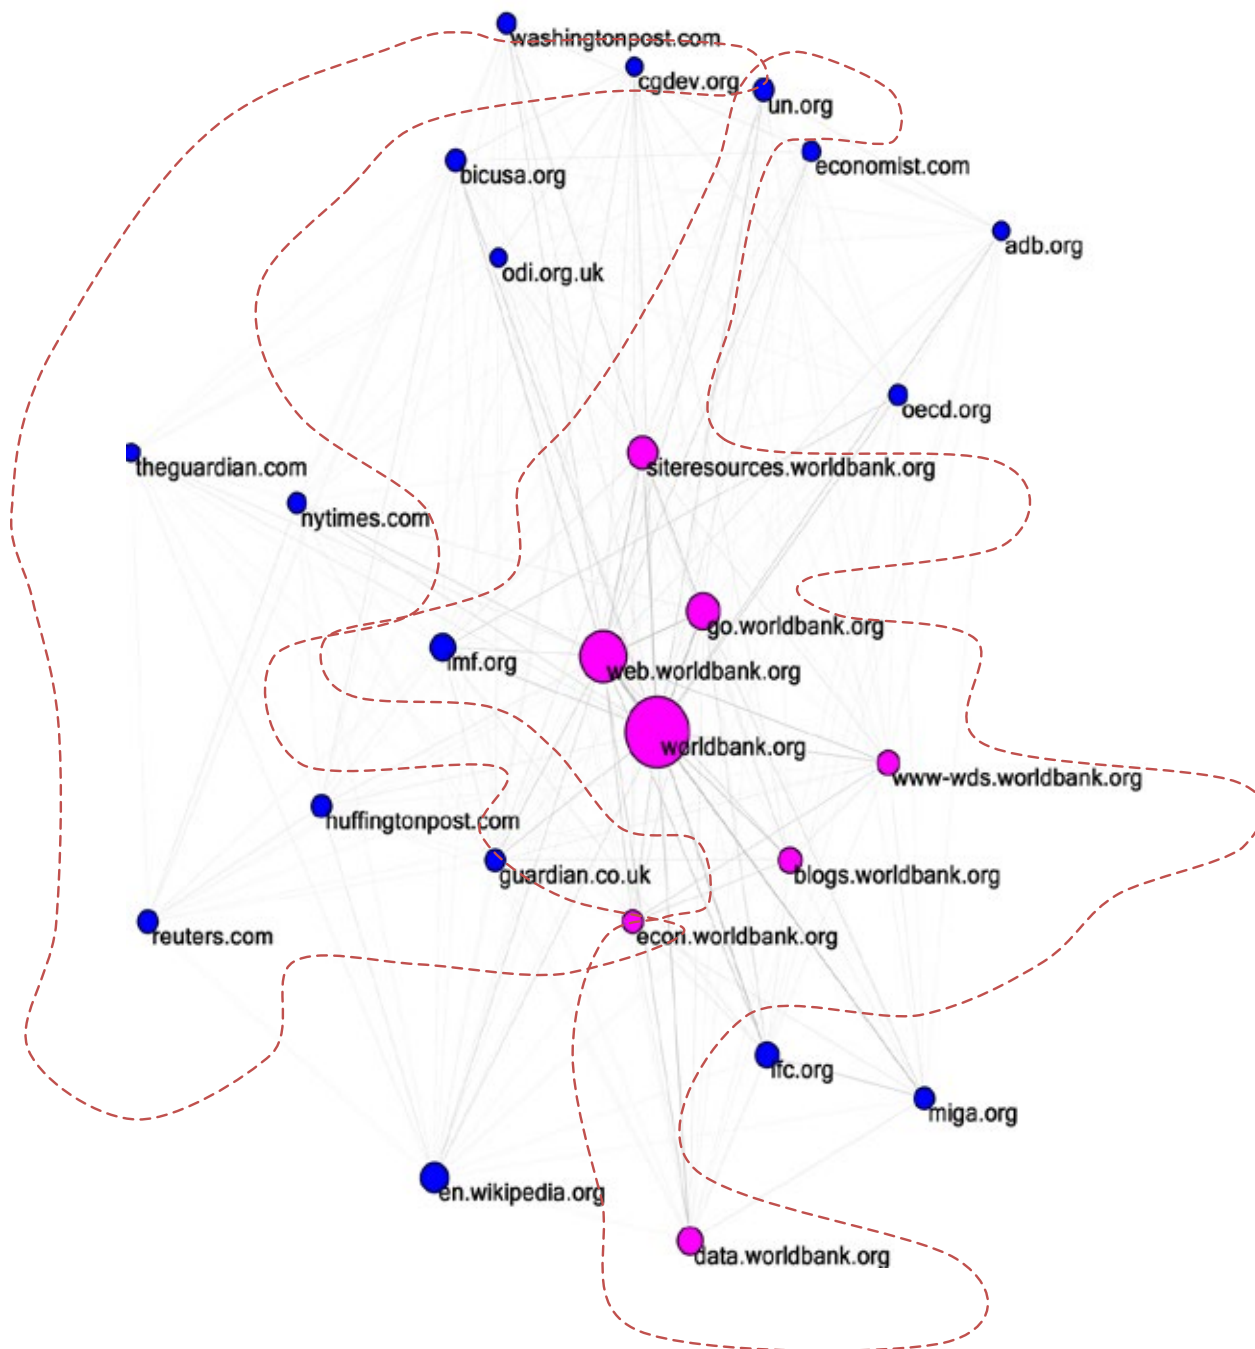 washingtonpost.com
cgdev.org
un.org
economist.com
bicusa.org
adb.org
odi.org.uk
oecd.org
theguardian.com
siteresources.worldbank.org
nytimes.com
go.worldbank.org
imf.org
web.worldbank.org
worldbank.org
www-wds.worldbank.org
huffingtonpost.com
guardian.co.uk
blogs.worldbank.org
reuters.com
econ.worldbank.org
ifc.org
miga.org
en.wikipedia.org
data.worldbank.org